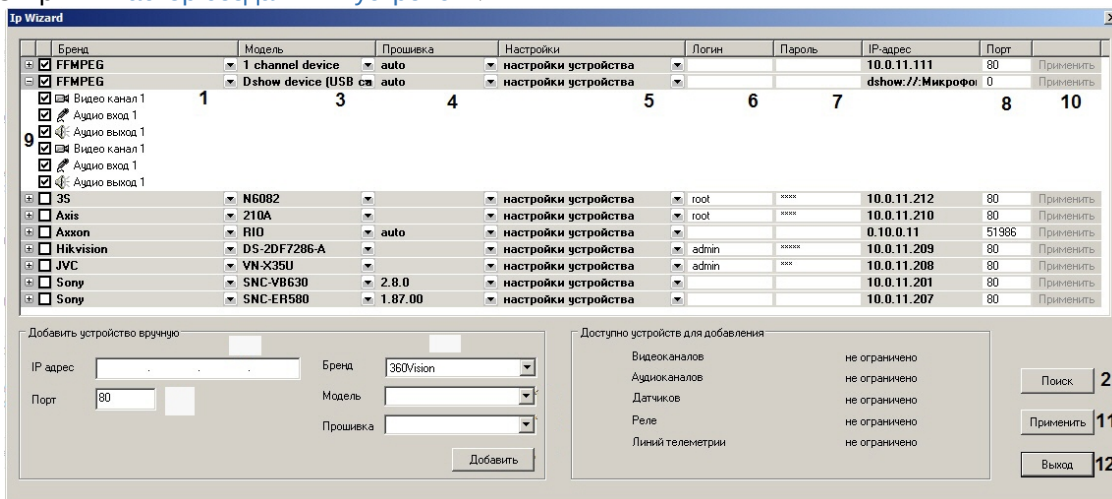 Ip Wizard
Бренд Модель Прошивка Настройки Логин Пароль IP-адрес Порт
FFMPEG 1 channel device auto настройки устройства 10.0.11.111 80 Применить
FFMPEG Dshow device (USB auto настройки устройства dshow://:Микрофо 0 Применить
Видео канал 1 1 3 4 5 6 7 8 10
Аудио вход 1
Аудио выход 1
9
Видео канал 1
Аудио вход 1
Аудио выход 1
3S N6082 настройки устройства root xxxx 10.0.11.212 80 Применить
Axis 210A настройки устройства root xxxx 10.0.11.210 80 Применить
Axxon RIO auto настройки устройства 0.10.0.11 51986 Применить
Hikvision DS-2DF7286-A настройки устройства admin xxxxx 10.0.11.209 80 Применить
JVC VN-X35U настройки устройства admin xxx 10.0.11.208 80 Применить
Sony SNC-VB630 2.8.0 настройки устройства 10.0.11.201 80 Применить
Sony SNC-ER580 1.87.00 настройки устройства 10.0.11.207 80 Применить
Добавить устройство вручную
IP адрес . . .
Порт 80
Бренд 360Vision
Модель
Прошивка
Добавить
Доступно устройств для добавления
Видеоканалов не ограничено
Аудиоканалов не ограничено
Датчиков не ограничено
Реле не ограничено
Линий телеметрии не ограничено
Поиск 2
Применить 11
Выход 12